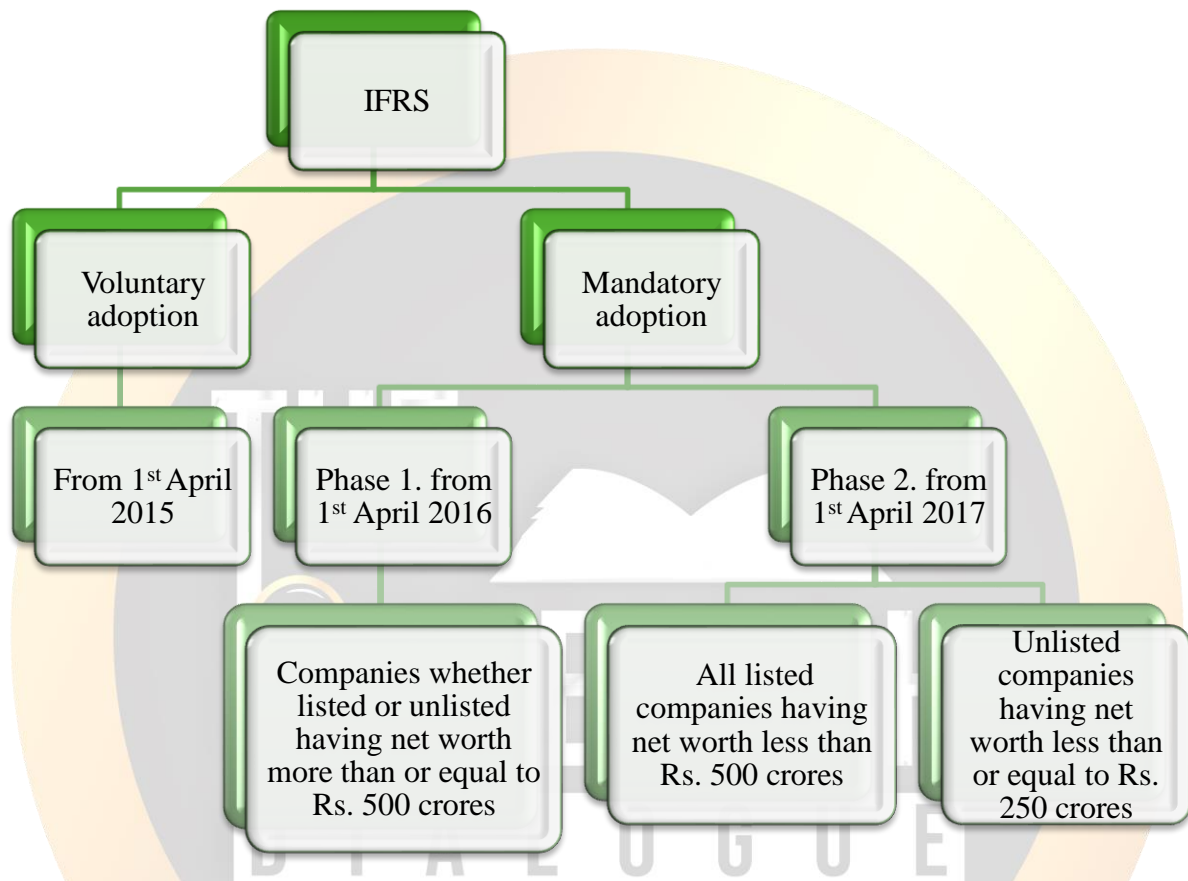 IFRS
Voluntary
adoption
Mandatory
adoption
From 1st April
2015
Phase 1. from
1st April 2016
Phase 2. from
1st April 2017
Companies whether
listed or unlisted
having net worth
more than or equal to
Rs. 500 crores
All listed
companies having
net worth less than
Rs. 500 crores
Unlisted
companies
having net
worth less than
or equal to Rs.
250 crores
DIALOGUE